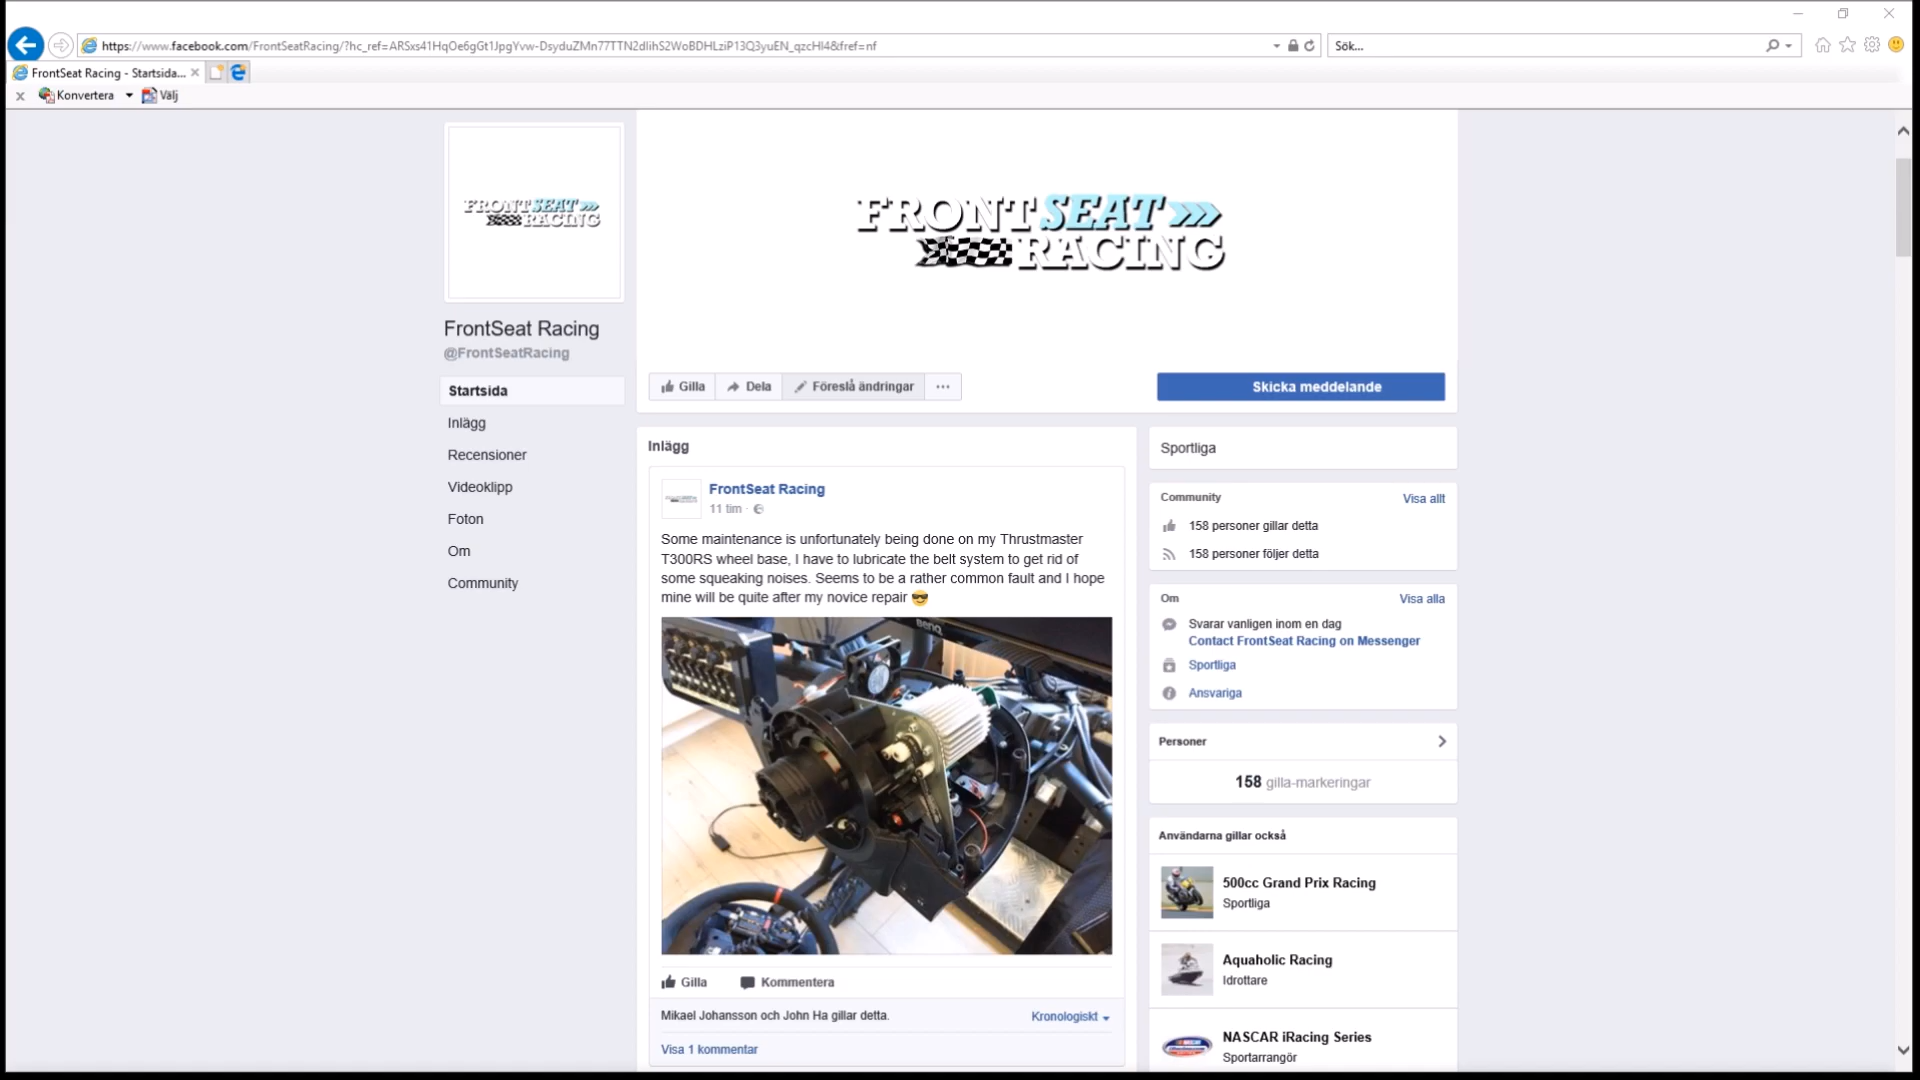 https://www.facebook.com/FrontSeatRacing/?hc_ref=ARSxs41HqOe6gGt1JpgYvw-DsyduZMn77TTN2dlihS2WoBDHLziP13Q3yuEN_qzcHl4&fref=nf
Sök...
FrontSeat Racing - Startsida...
Konvertera
Välj
FRONT SEAT
RACING
FRONT SEAT
RACING
FrontSeat Racing
@FrontSeatRacing
Startsida
Inlägg
Recensioner
Videoklipp
Foton
Om
Community
Gilla
Dela
Föreslå ändringar
Skicka meddelande
Inlägg
FrontSeat Racing
11 tim
Some maintenance is unfortunately being done on my Thrustmaster
T300RS wheel base, I have to lubricate the belt system to get rid of
some squeaking noises. Seems to be a rather common fault and I hope
mine will be quite after my novice repair
BenQ
Gilla
Kommentera
Mikael Johansson och John Ha gillar detta.
Kronologiskt
Visa 1 kommentar
Sportliga
Community
Visa allt
158 personer gillar detta
158 personer följer detta
Om
Visa alla
Svarar vanligen inom en dag
Contact FrontSeat Racing on Messenger
Sportliga
Ansvariga
Personer
158 gilla-markeringar
Användarna gillar också
500cc Grand Prix Racing
Sportliga
Aquaholic Racing
Idrottare
NASCAR iRacing Series
Sportarrangör